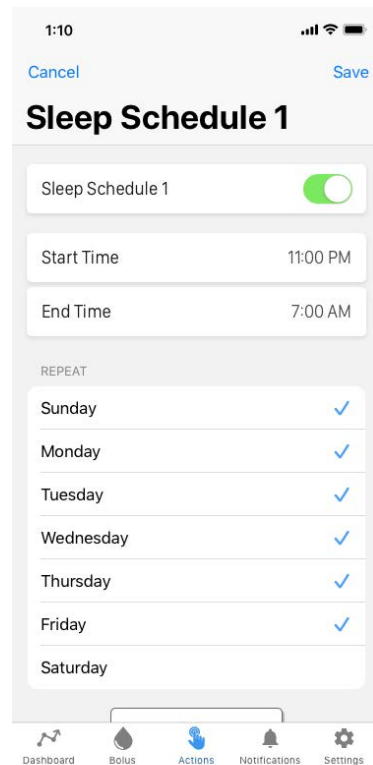 1:10
Cancel Save
Sleep Schedule 1
Sleep Schedule 1
Start Time 11:00 PM
End Time 7:00 AM
REPEAT
Sunday
Monday
Tuesday
Wednesday
Thursday
Friday
Saturday
Dashboard Bolus Actions Notifications Settings